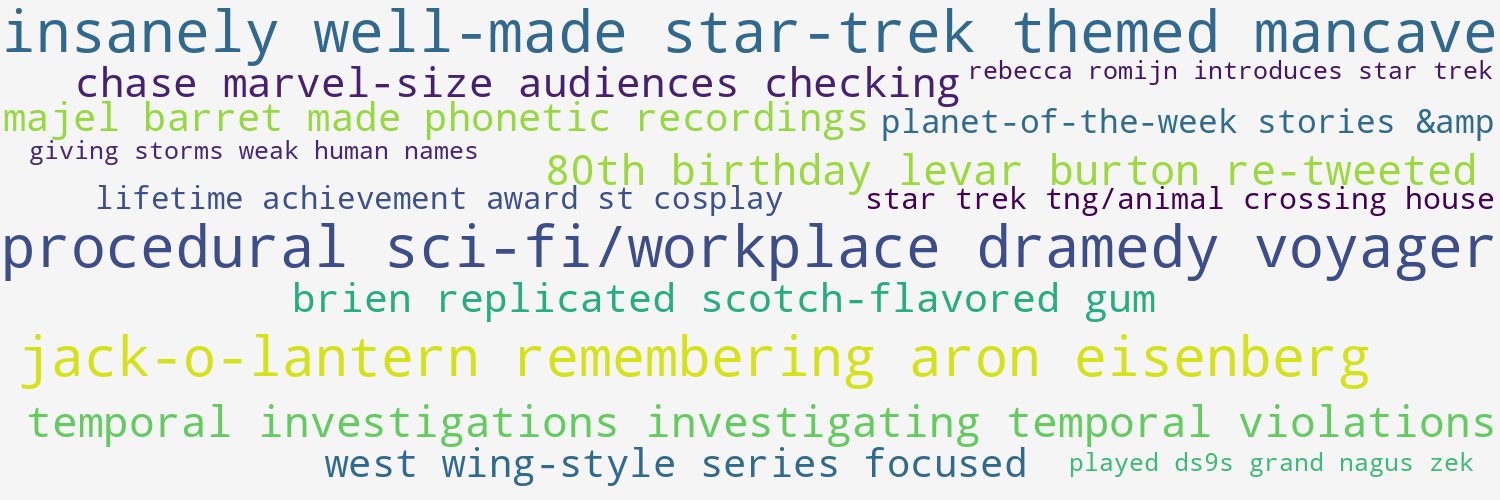 insanely well-made star-trek themed mancave
chase marvel-size audiences checking
rebecca romijn introduces star trek
majel barret made phonetic recordings
planet-of-the-week stories &amp
giving storms weak human names
80th birthday levar burton re-tweeted
lifetime achievement award st cosplay
star trek tng/animal crossing house
procedural sci-fi/workplace dramedy voyager
brien replicated scotch-flavored gum
jack-o-lantern remembering aron eisenberg
temporal investigations investigating temporal violations
west wing-style series focused
played ds9s grand nagus zek